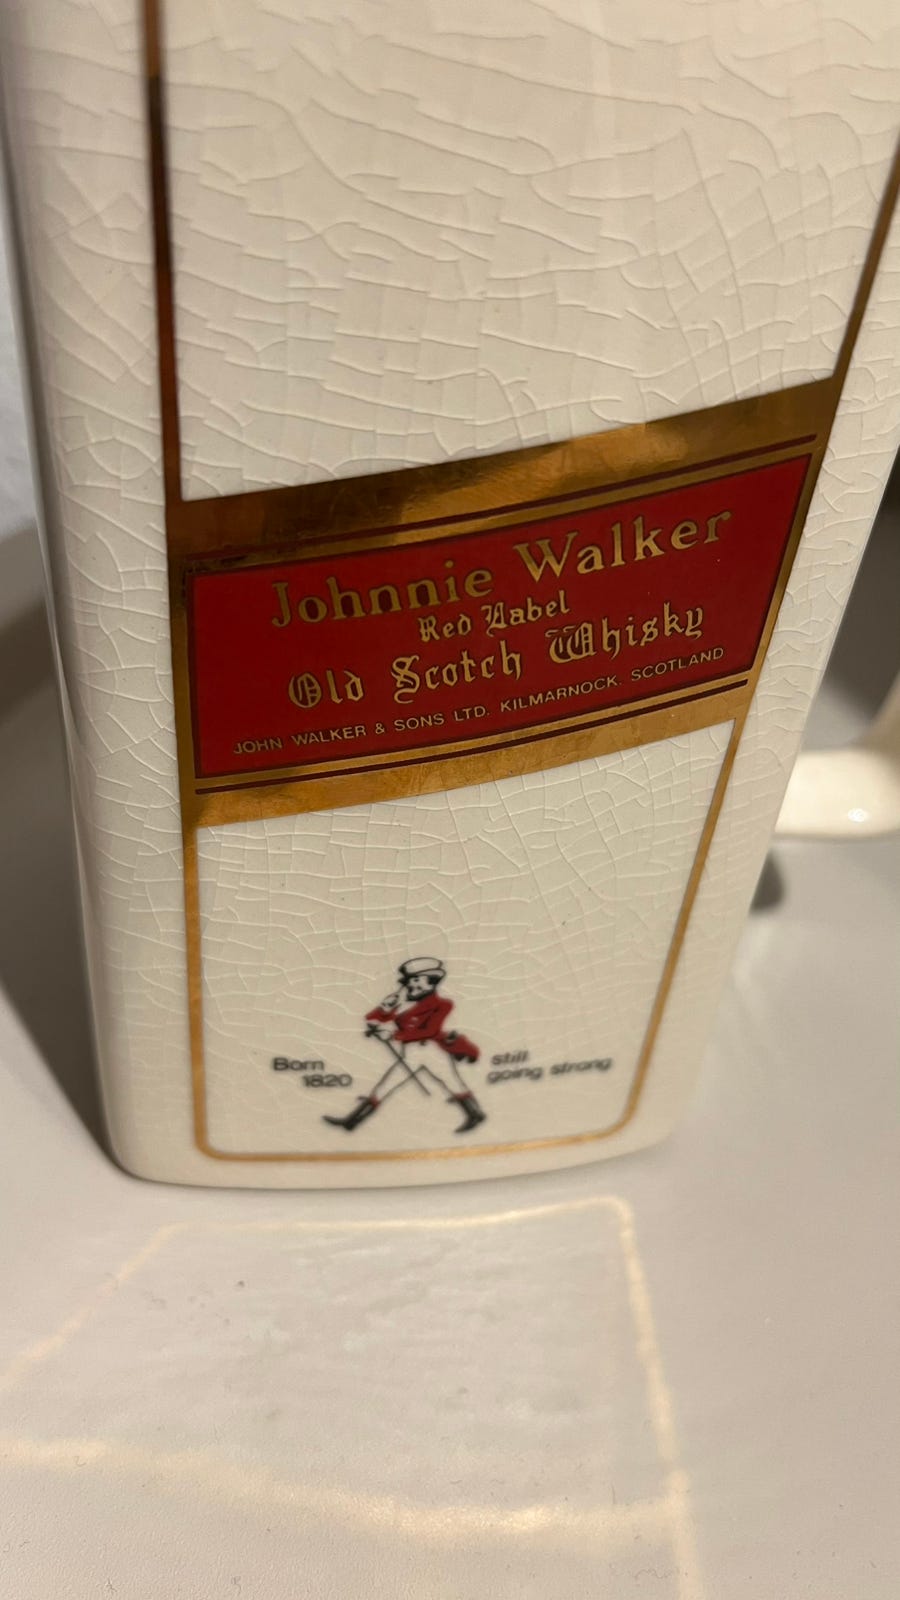 Johnnie Walker
Red Label
Old Scotch Whisky
JOHN WALKER & SONS LTD. KILMARNOCK. SCOTLAND
Born 1820
still going strong